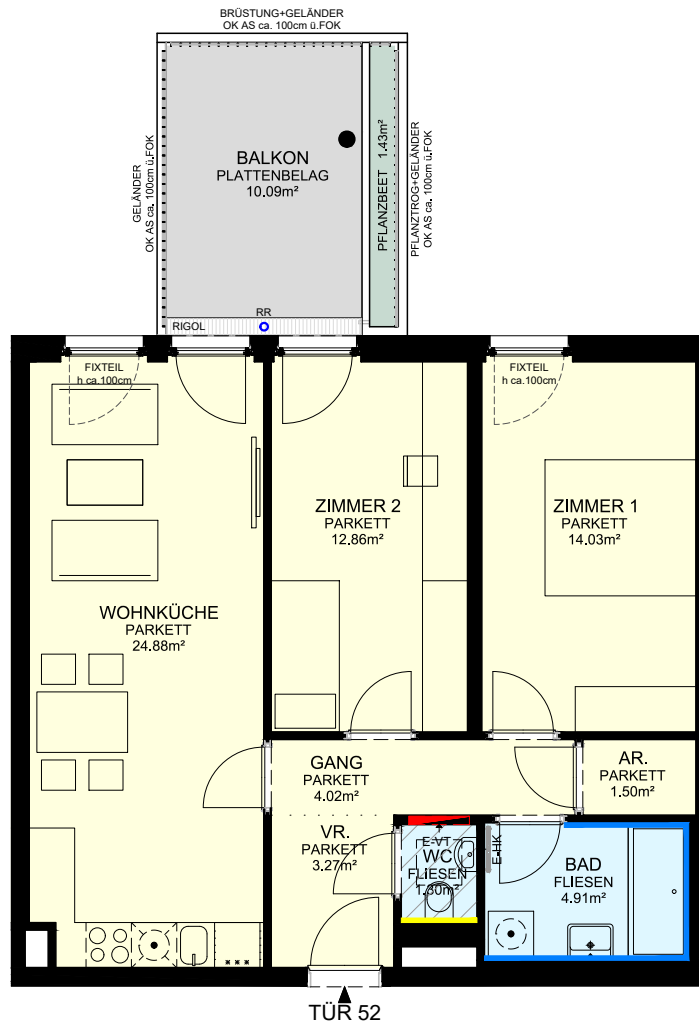 BRÜSTUNG+GELÄNDER
OK AS ca. 100cm ü.FOK
GELÄNDER
OK AS ca. 100cm ü.FOK
BALKON
PLATTENBELAG
10.09m²
PFLANZBEET 1.43m²
PFLANZTROG+GELÄNDER
OK AS ca. 100cm ü.FOK
RR
RIGOL
FIXTEIL
h ca.100cm
FIXTEIL
h ca.100cm
ZIMMER 2
PARKETT
12.86m²
ZIMMER 1
PARKETT
14.03m²
WOHNKÜCHE
PARKETT
24.88m²
GANG
PARKETT
4.02m²
AR.
PARKETT
1.50m²
VR.
PARKETT
3.27m²
E-VT
WC
FLIESEN
1.30m²
E-HK
BAD
FLIESEN
4.91m²
TÜR 52